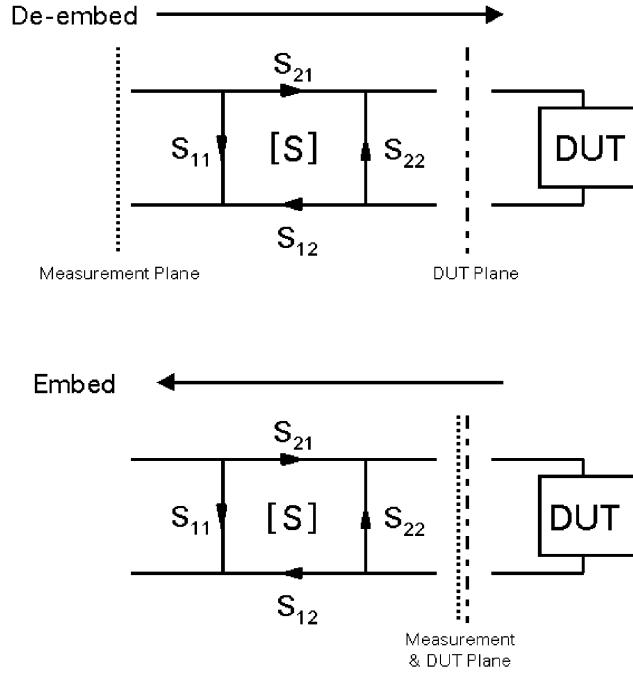 De-embed
S21
S11 [S] S22 DUT
S12
Measurement Plane DUT Plane
Embed
S21
S11 [S] S22 DUT
S12
Measurement
& DUT Plane